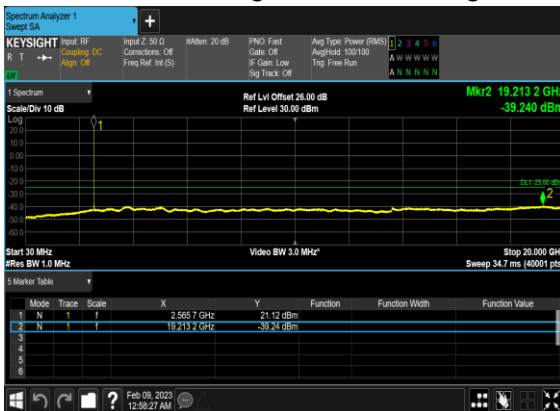 Spectrum Analyzer 1
Swept SA
KEYSIGHT Input: RF Input Z: 50 Ω #Atten: 20 dB PNO: Fast Avg Type: Power (RMS) 1 2 3 4 5 6
R T Coupling: DC Corrections: Off Gate: Off Avg|Hold: 100/100 A W W W W W
Align: Off Freq Ref: Int (S) IF Gain: Low Trig: Free Run
LV Sig Track: Off A N N N N N
1 Spectrum Ref Lvl Offset 26.00 dB Mkr2 19.213 2 GHz
Scale/Div 10 dB Ref Level 30.00 dBm -39.240 dBm
Log
20.0 1
10.0
0.00
-10.0
-20.0 DL1 -25.00 dBm
-30.0 2
-40.0
-50.0
-60.0
Start 30 MHz Video BW 3.0 MHz* Stop 20.000 GHz
#Res BW 1.0 MHz Sweep 34.7 ms (40001 pts)
5 Marker Table
Mode Trace Scale X Y Function Function Width Function Value
1 N 1 f 2.565 7 GHz 21.12 dBm
2 N 1 f 19.213 2 GHz -39.24 dBm
3
4
5
6
? Feb 09, 2023
12:58:27 AM